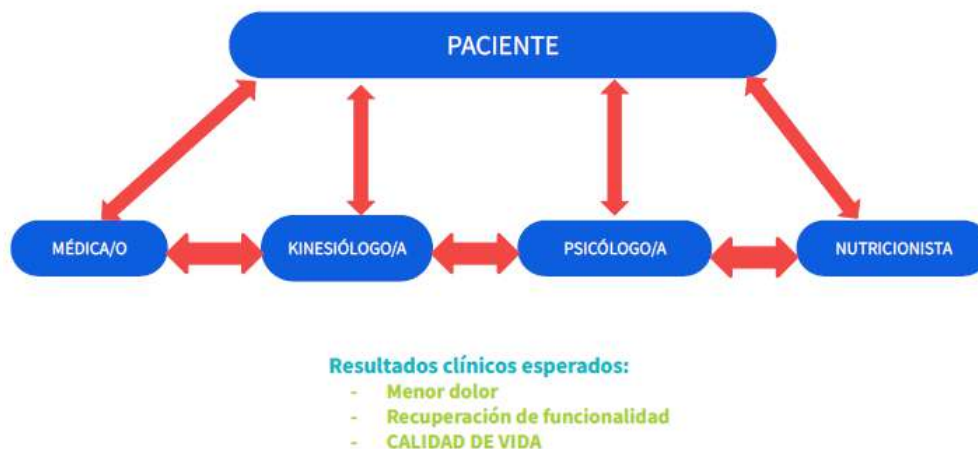 PACIENTE
MÉDICA/O
KINESIÓLOGO/A
PSICÓLOGO/A
NUTRICIONISTA
Resultados clínicos esperados:
- Menor dolor
- Recuperación de funcionalidad
- CALIDAD DE VIDA